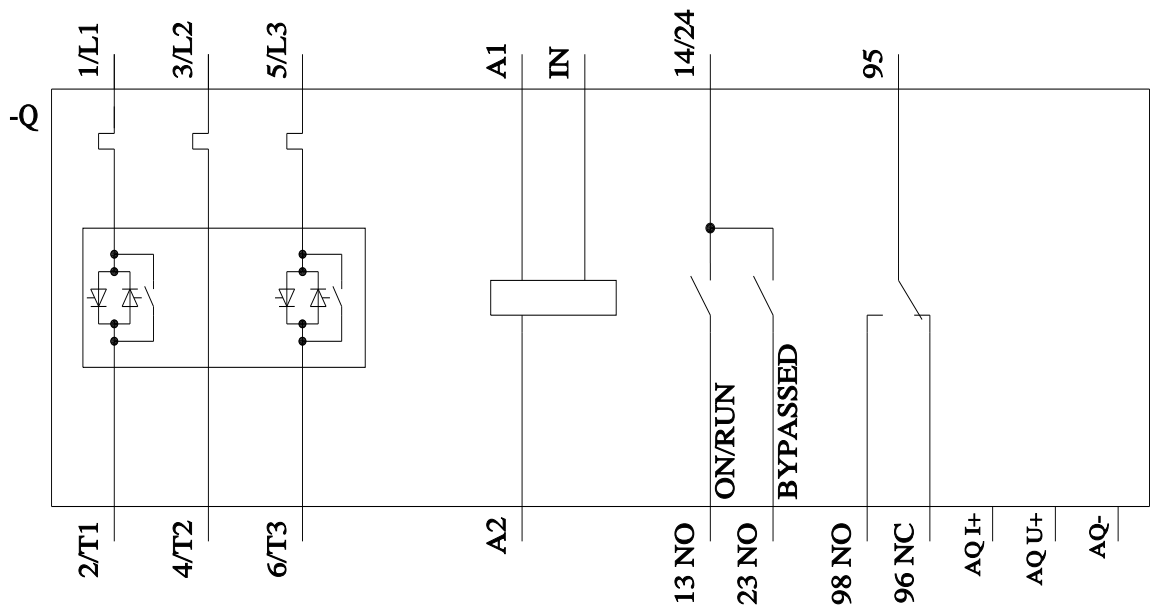 1/L1
3/L2
5/L3
A1
IN
14/24
95
-Q
ON/RUN
BYPASSED
2/T1
4/T2
6/T3
A2
13 NO
23 NO
98 NO
96 NC
AQ I+
AQ U+
AQ-